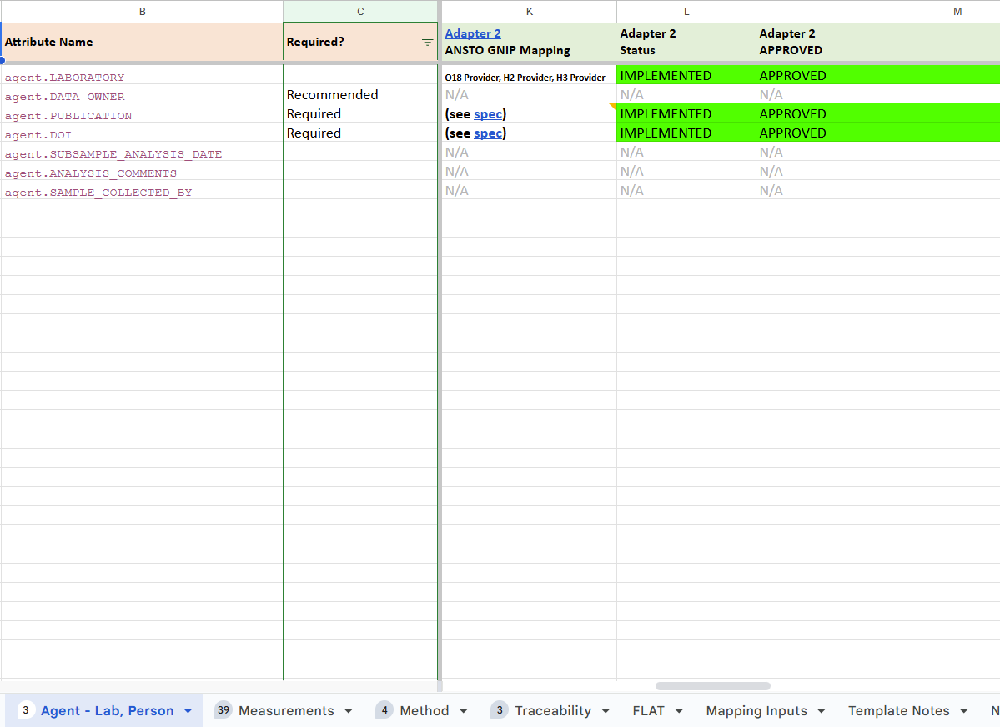 B C K L M
Attribute Name Required? Adapter 2 ANSTO GNIP Mapping Adapter 2 Status Adapter 2 APPROVED
agent.LABORATORY O18 Provider, H2 Provider, H3 Provider IMPLEMENTED APPROVED
agent.DATA_OWNER Recommended N/A N/A N/A
agent.PUBLICATION Required (see spec) IMPLEMENTED APPROVED
agent.DOI Required (see spec) IMPLEMENTED APPROVED
agent.SUBSAMPLE_ANALYSIS_DATE N/A N/A N/A
agent.ANALYSIS_COMMENTS N/A N/A N/A
agent.SAMPLE_COLLECTED_BY N/A N/A N/A
3 Agent - Lab, Person 39 Measurements 4 Method 3 Traceability FLAT Mapping Inputs Template Notes N